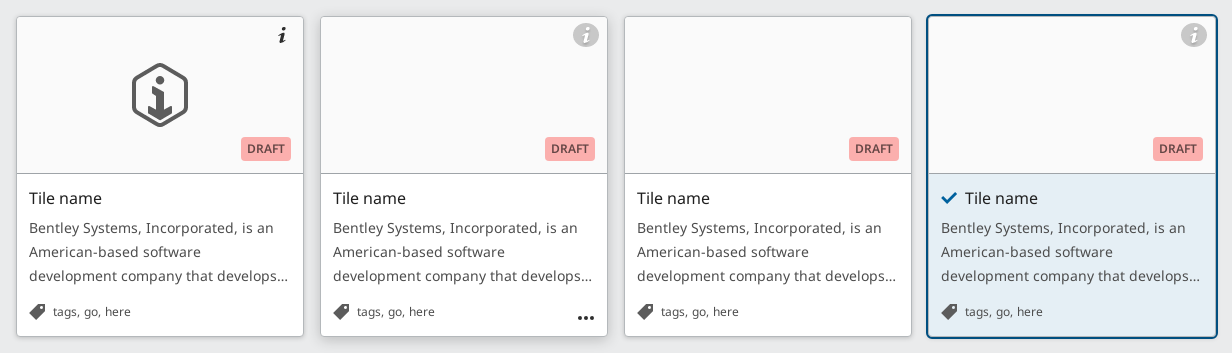 DRAFT
Tile name
Bentley Systems, Incorporated, is an
American-based software
development company that develops...
tags, go, here
DRAFT
Tile name
Bentley Systems, Incorporated, is an
American-based software
development company that develops...
tags, go, here
DRAFT
Tile name
Bentley Systems, Incorporated, is an
American-based software
development company that develops...
tags, go, here
DRAFT
Tile name
Bentley Systems, Incorporated, is an
American-based software
development company that develops...
tags, go, here